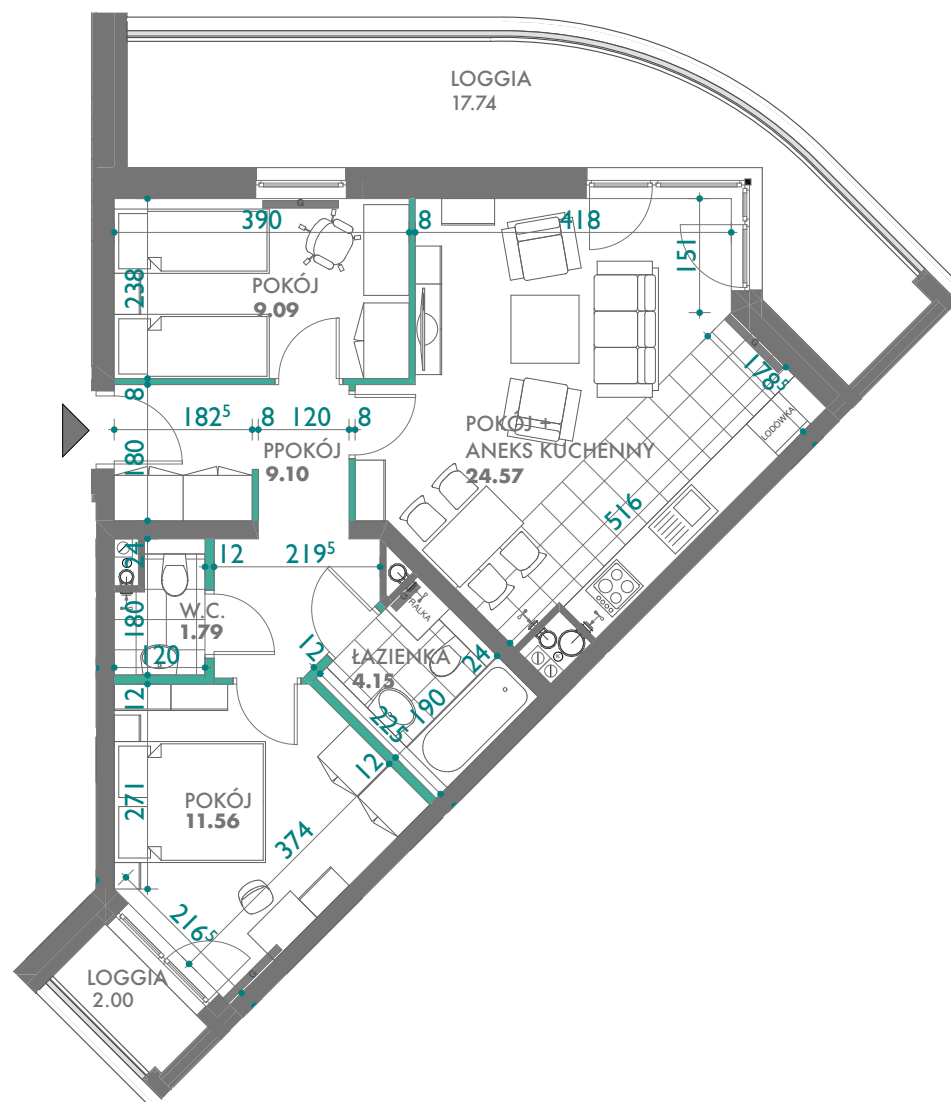 LOGGIA
17.74
390
8
418
G
151
238
POKÓJ
9.09
G
178⁵
8
182⁵
8
120
8
POKÓJ +
ANEKS KUCHENNY
24.57
LODÓWKA
PPOKÓJ
9.10
180
516
24
12
219⁵
PRALKA
180
W.C.
1.79
120
12
ŁAZIENKA
4.15
24
190
225
12
12
271
POKÓJ
11.56
374
216⁵
G
LOGGIA
2.00